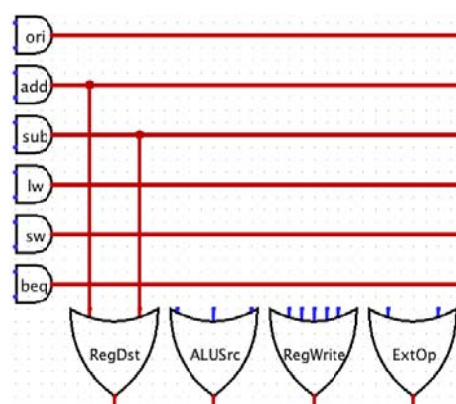 ori
add
sub
lw
sw
beq
RegDst ALUSrc RegWrite ExtOp